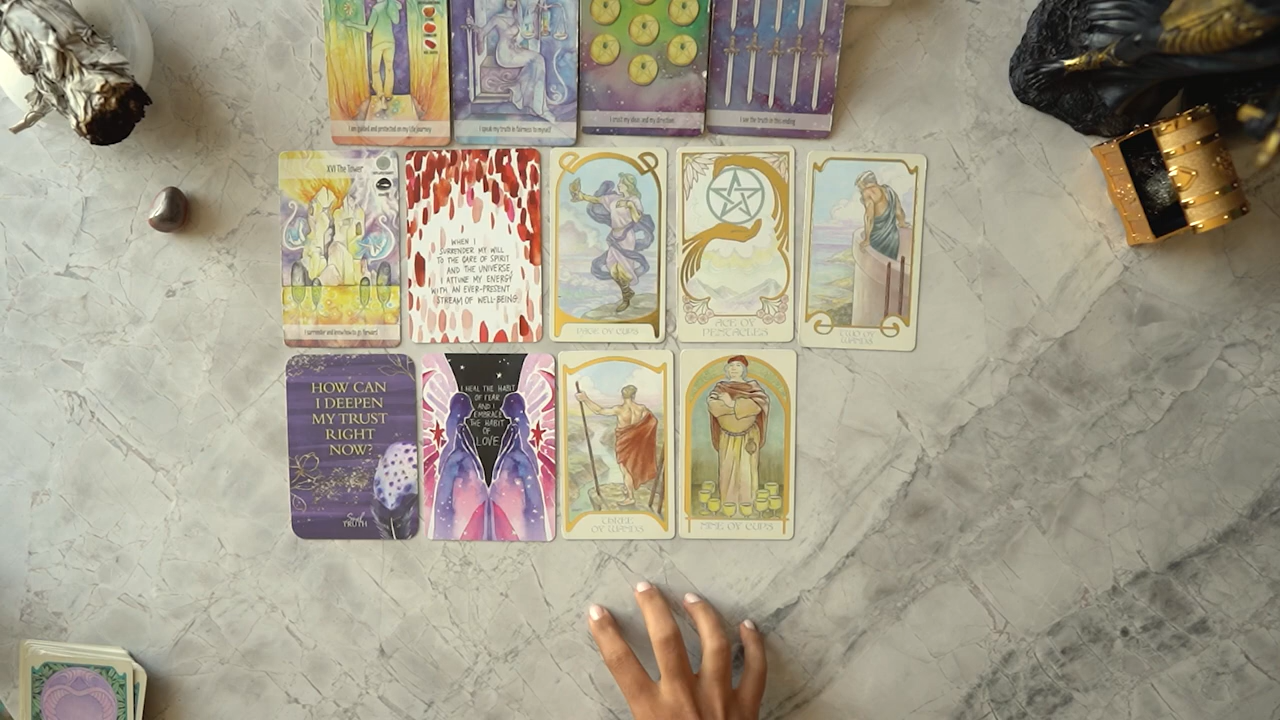 I am guided and protected on my life journey
I speak my truth in fairness to myself
I trust my vision and my direction.
I see the truth in this ending
XVI The Tower
I surrender and know how to go forward.
WHEN I
SURRENDER MY WILL
TO THE CARE OF SPIRIT
AND THE UNIVERSE,
I ATTUNE MY ENERGY
WITH AN EVER-PRESENT
STREAM OF WELL-BEING.
PAGE OF CUPS
ACE OF
PENTACLES
TWO OF
WANDS
HOW CAN
I DEEPEN
MY TRUST
RIGHT
NOW?
Soul
TRUTH
I HEAL THE HABIT
OF FEAR
AND I
EMBRACE
THE HABIT
OF
LOVE
THREE
OF WANDS
NINE OF CUPS